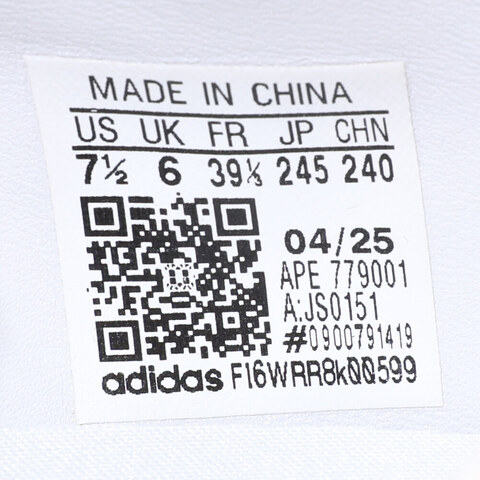 MADE IN CHINA
US UK FR JP CHN
7½ 6 39⅓ 245 240
04/25
APE 779001
A:JS0151
#0900791419
adidas FI6WRR8k00599